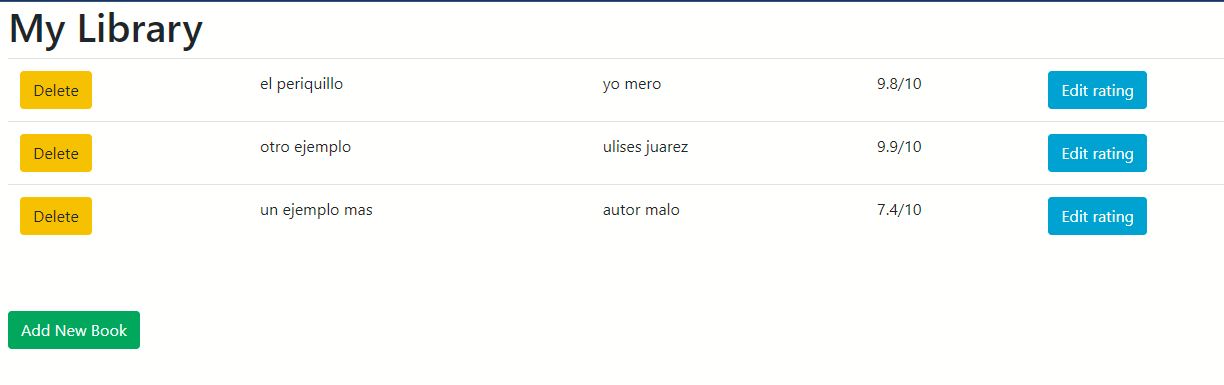 My Library
Delete el periquillo yo mero 9.8/10 Edit rating
Delete otro ejemplo ulises juarez 9.9/10 Edit rating
Delete un ejemplo mas autor malo 7.4/10 Edit rating
Add New Book